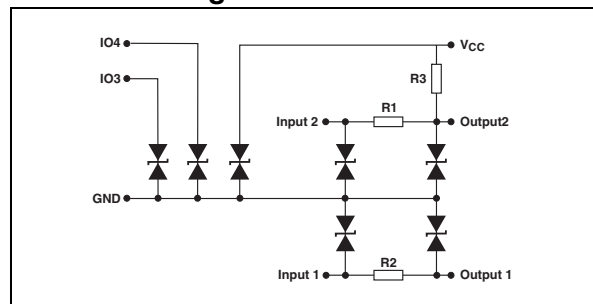 IO4
VCC
IO3
R3
R1
Input 2
Output2
GND
R2
Input 1
Output 1